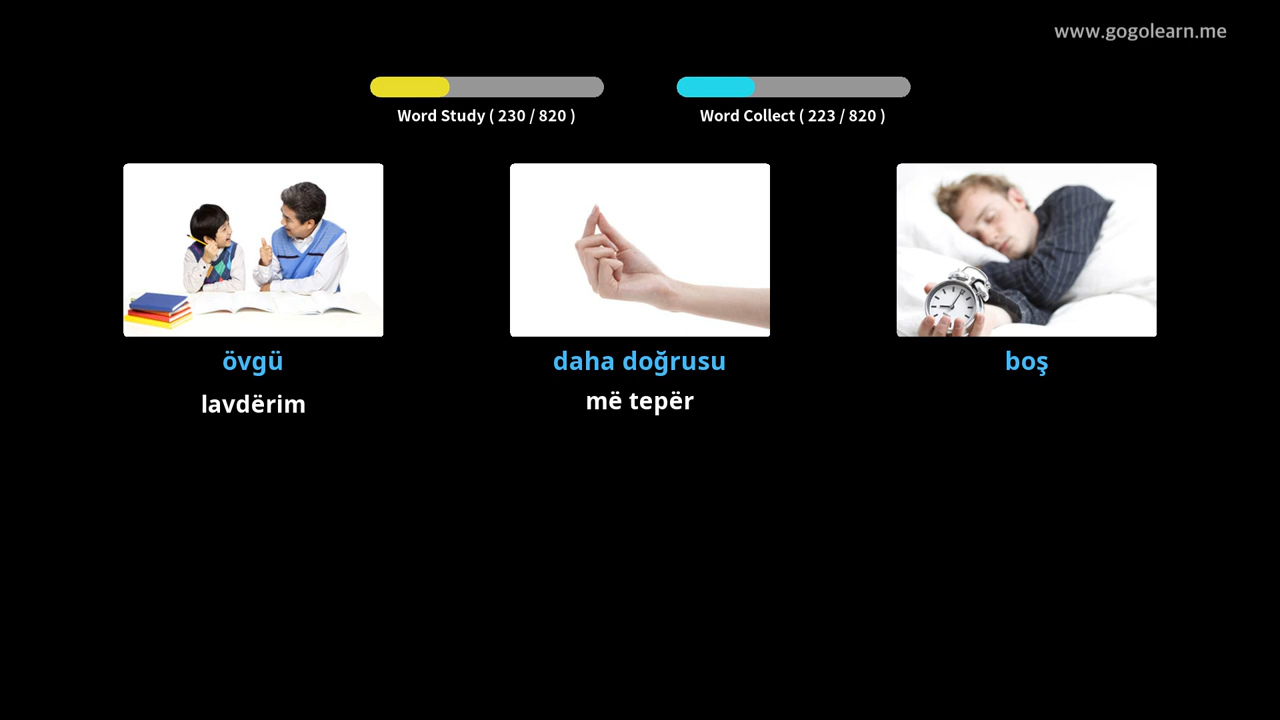 www.gogolearn.me
Word Study ( 230 / 820 )
Word Collect ( 223 / 820 )
övgü
daha doğrusu
boş
lavdërim
më tepër